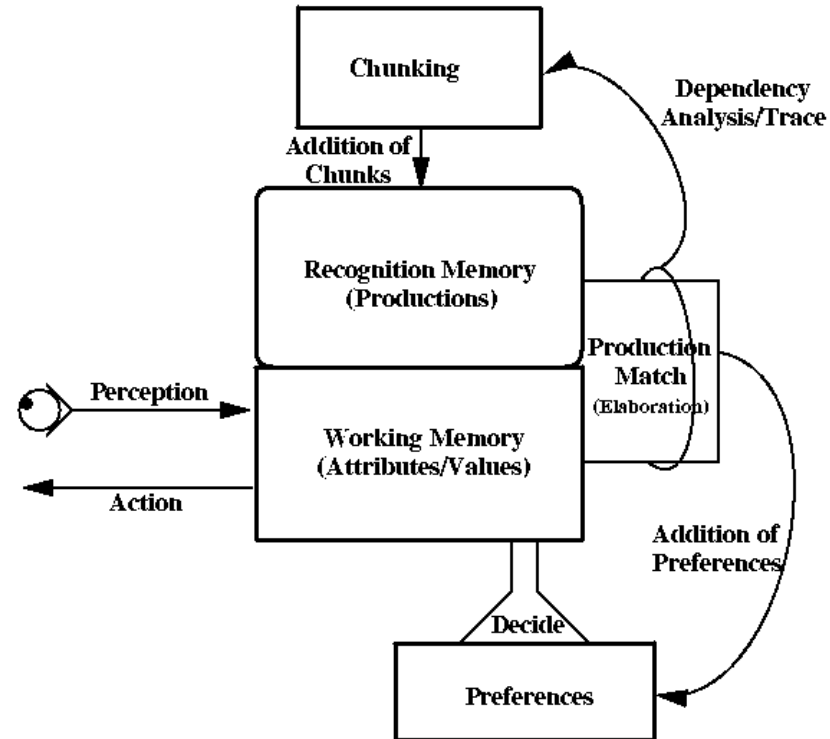 Chunking
Dependency
Analysis/Trace
Addition of
Chunks
Recognition Memory
(Productions)
Production
Match
(Elaboration)
Perception
Working Memory
(Attributes/Values)
Action
Addition of
Preferences
Decide
Preferences